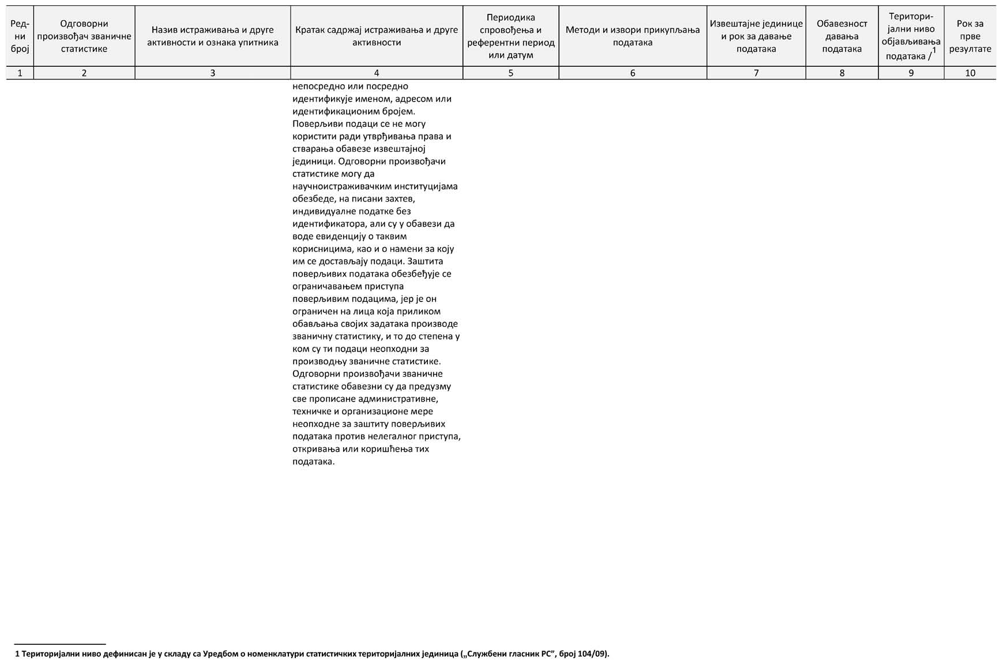 Ред-
ни
број
Одговорни
произвођач званичне
статистике
Назив истраживања и друге
активности и ознака упитника
Кратак садржај истраживања и друге
активности
Периодика
спровођења и
референтни период
или датум
Методи и извори прикупљања
података
Извештајне јединице
и рок за давање
података
Обавезност
давања
података
Територи-
јални ниво
објављивања
података /1
Рок за
прве
резултате
1 2 3 4 5 6 7 8 9 10
непосредно или посредно
идентификује именом, адресом или
идентификационим бројем.
Поверљиви подаци се не могу
користити ради утврђивања права и
стварања обавезе извештајној
јединици. Одговорни произвођачи
статистике могу да
научноистраживачким институцијама
обезбеде, на писани захтев,
индивидуалне податке без
идентификатора, али су у обавези да
воде евиденцију о таквим
корисницима, као и о намени за коју
им се достављају подаци. Заштита
поверљивих података обезбеђује се
ограничавањем приступа
поверљивим подацима, јер је он
ограничен на лица која приликом
обављања својих задатака производе
званичну статистику, и то до степена у
ком су ти подаци неопходни за
производњу званичне статистике.
Одговорни произвођачи званичне
статистике обавезни су да предузму
све прописане административне,
техничке и организационе мере
неопходне за заштиту поверљивих
података против нелегалног приступа,
откривања или коришћења тих
података.
1 Територијални ниво дефинисан је у складу са Уредбом о номенклатури статистичких територијалних јединица („Службени гласник РС”, број 104/09).